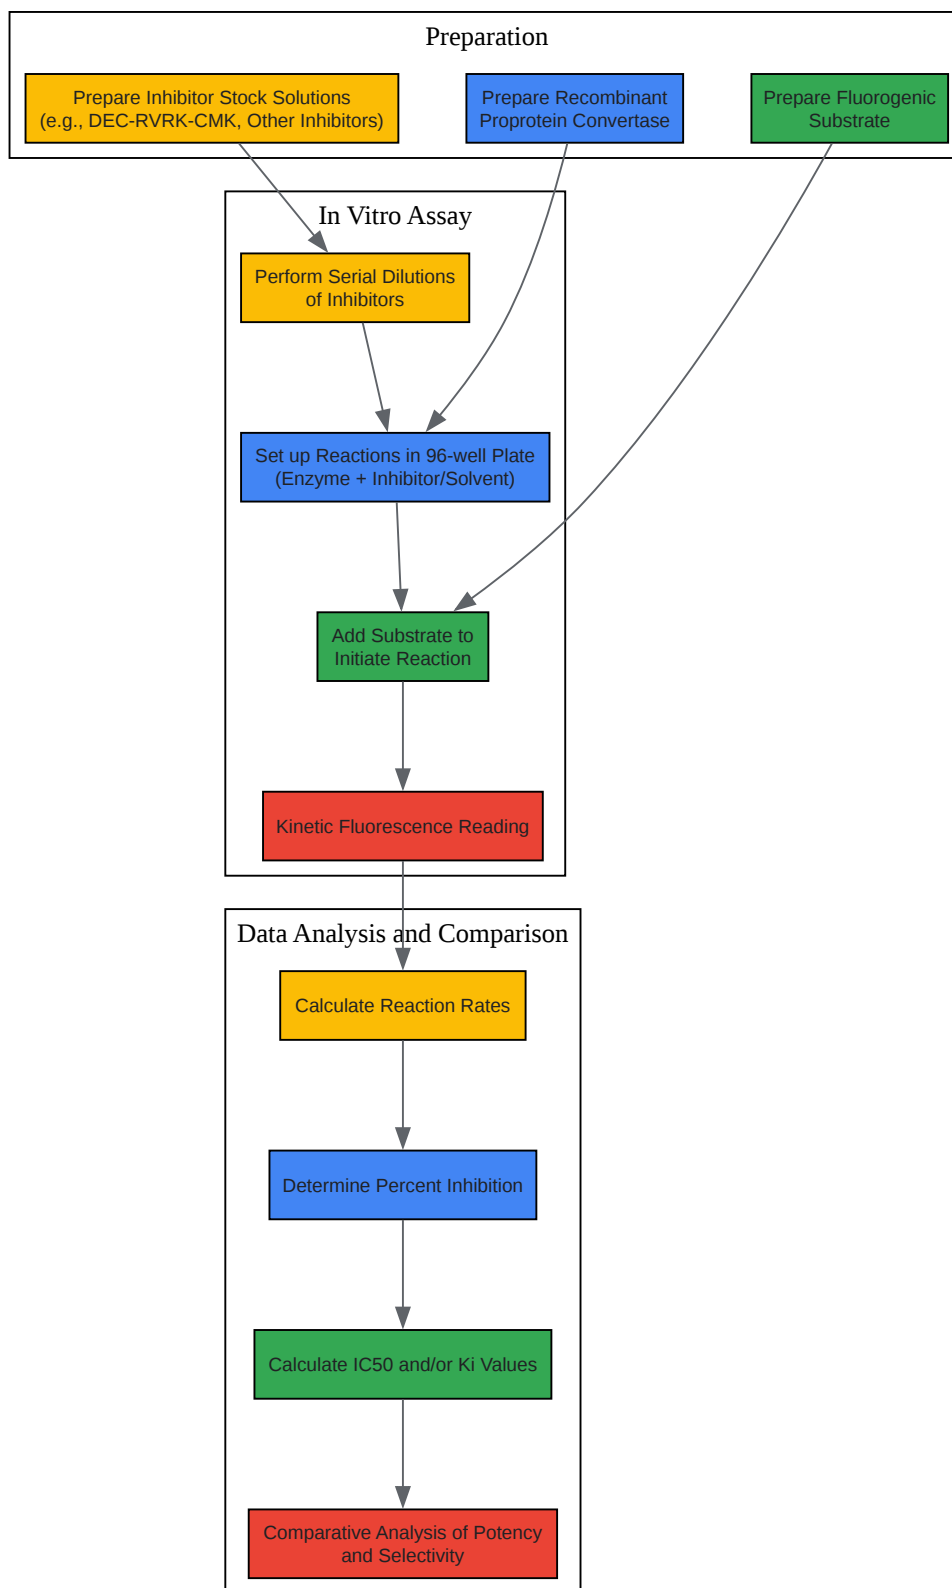 Preparation
Prepare Inhibitor Stock Solutions
(e.g., DEC-RVRK-CMK, Other Inhibitors)
Prepare Recombinant
Proprotein Convertase
Prepare Fluorogenic
Substrate
In Vitro Assay
Perform Serial Dilutions
of Inhibitors
Set up Reactions in 96-well Plate
(Enzyme + Inhibitor/Solvent)
Add Substrate to
Initiate Reaction
Kinetic Fluorescence Reading
Data Analysis and Comparison
Calculate Reaction Rates
Determine Percent Inhibition
Calculate IC50 and/or Ki Values
Comparative Analysis of Potency
and Selectivity